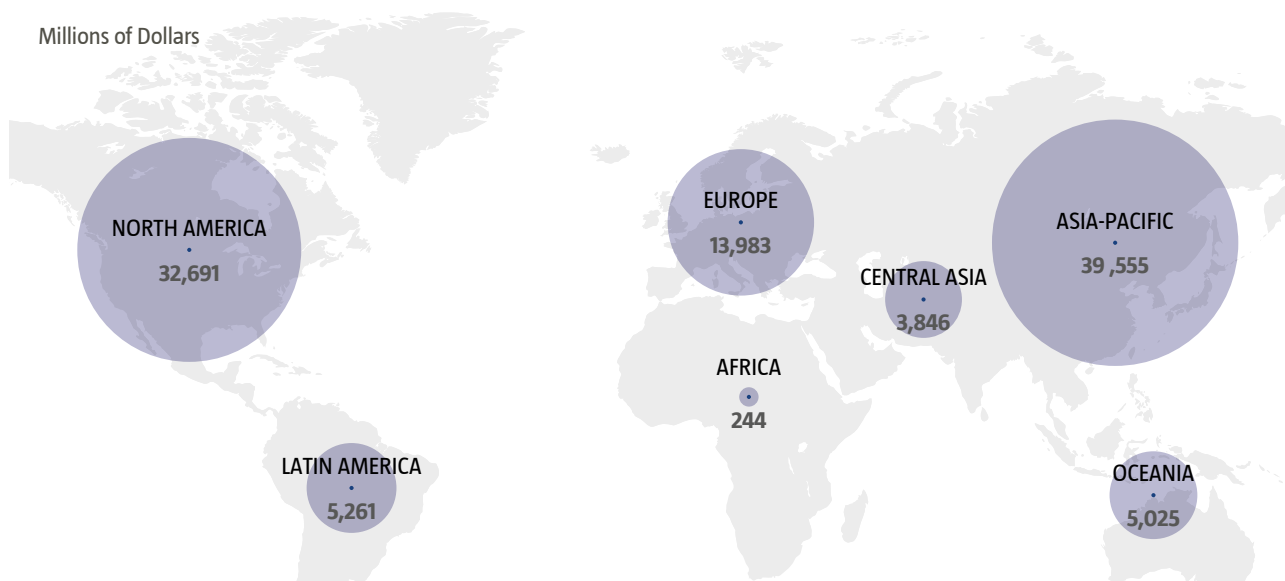 Millions of Dollars
NORTH AMERICA
32,691
EUROPE
13,983
ASIA-PACIFIC
39 ,555
CENTRAL ASIA
3,846
AFRICA
244
LATIN AMERICA
5,261
OCEANIA
5,025